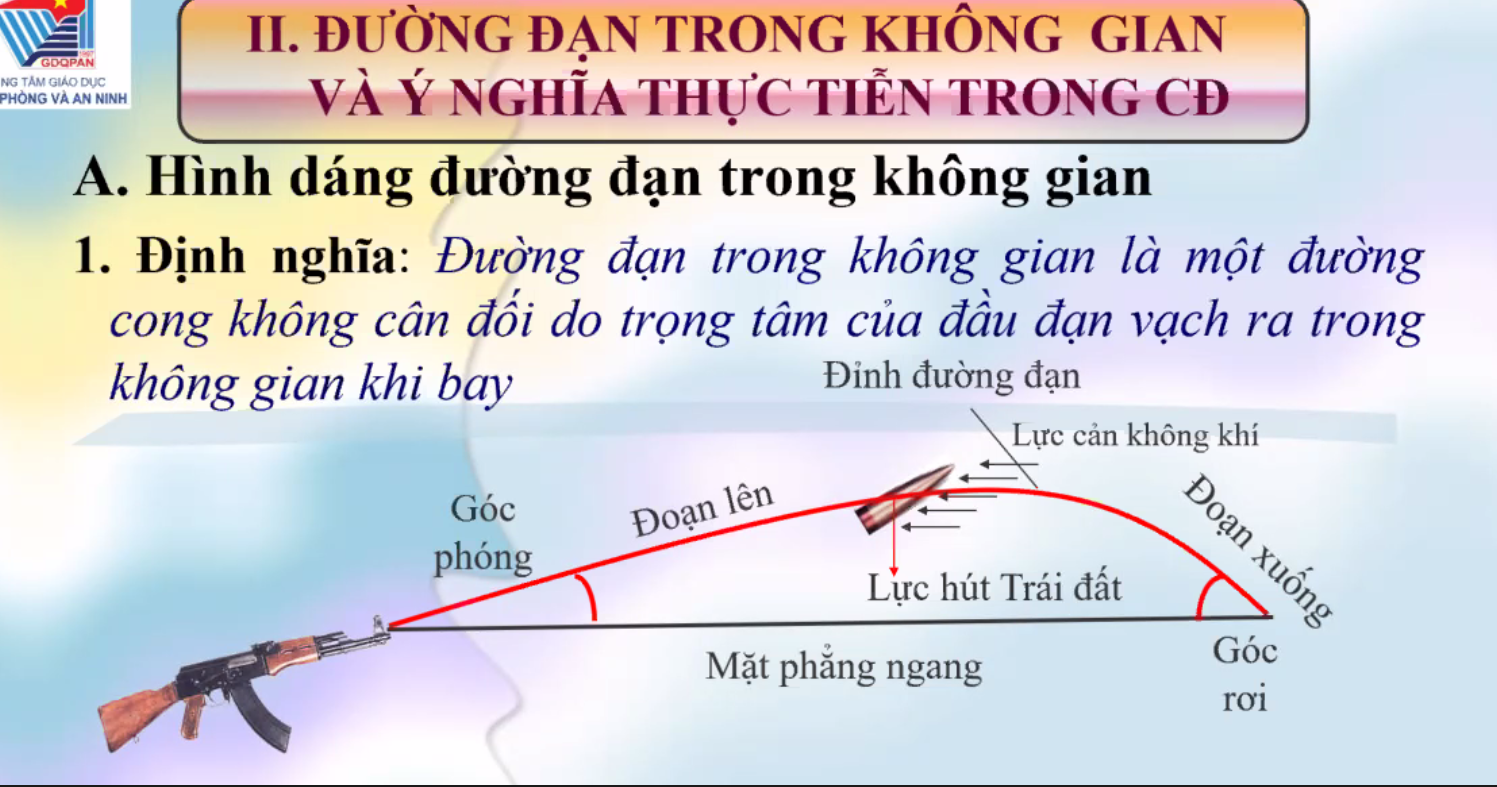 1987
GDQPAN
NG TÂM GIÁO DỤC
PHÒNG VÀ AN NINH
II. ĐƯỜNG ĐẠN TRONG KHÔNG GIAN
VÀ Ý NGHĨA THỰC TIỄN TRONG CĐ
A. Hình dáng đường đạn trong không gian
1. Định nghĩa: Đường đạn trong không gian là một đường
cong không cân đối do trọng tâm của đầu đạn vạch ra trong
không gian khi bay
Đỉnh đường đạn
Lực cản không khí
Góc
phóng
Đoạn lên
Đoạn xuống
Lực hút Trái đất
Mặt phẳng ngang
Góc
rơi